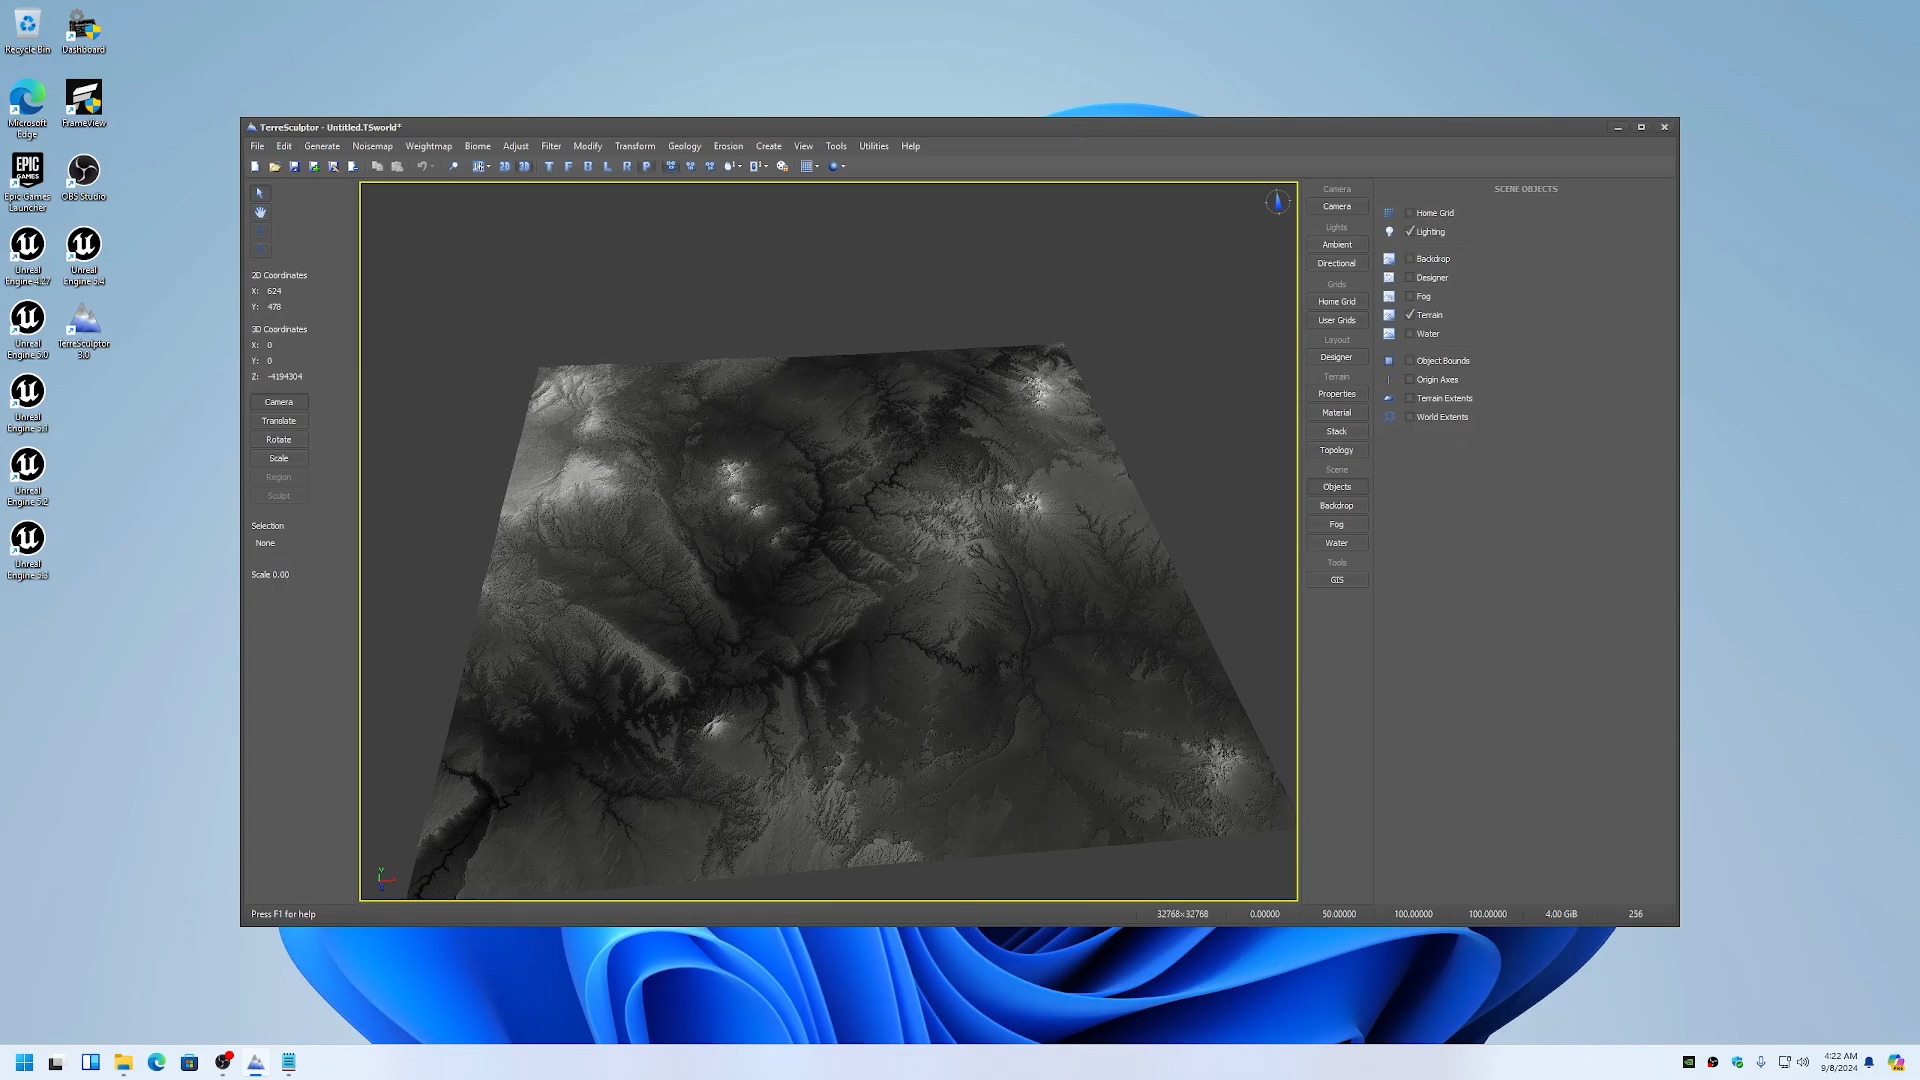 Recycle Bin
Dashboard
Microsoft
Edge
FrameView
EPIC
GAMES
Epic Games
Launcher
OBS Studio
Unreal
Engine 4.27
Unreal
Engine 5.4
Unreal
Engine 5.0
TerreSculptor
3.0
Unreal
Engine 5.1
Unreal
Engine 5.2
Unreal
Engine 5.3
TerreSculptor - Untitled.TSworld*
File Edit Generate Noisemap Weightmap Biome Adjust Filter Modify Transform Geology Erosion Create View Tools Utilities Help
2D 3D T F B L R P
2D Coordinates
X: 624
Y: 478
3D Coordinates
X: 0
Y: 0
Z: -4194304
Camera
Translate
Rotate
Scale
Region
Sculpt
Selection
None
Scale 0.00
Y
Camera
Camera
Lights
Ambient
Directional
Grids
Home Grid
User Grids
Layout
Designer
Terrain
Properties
Material
Stack
Topology
Scene
Objects
Backdrop
Fog
Water
Tools
GIS
SCENE OBJECTS
Home Grid
Lighting
Backdrop
Designer
Fog
Terrain
Water
Object Bounds
Origin Axes
Terrain Extents
World Extents
Press F1 for help
32768×32768 0.00000 50.00000 100.00000 100.00000 4.00 GiB 256
4:22 AM
9/8/2024